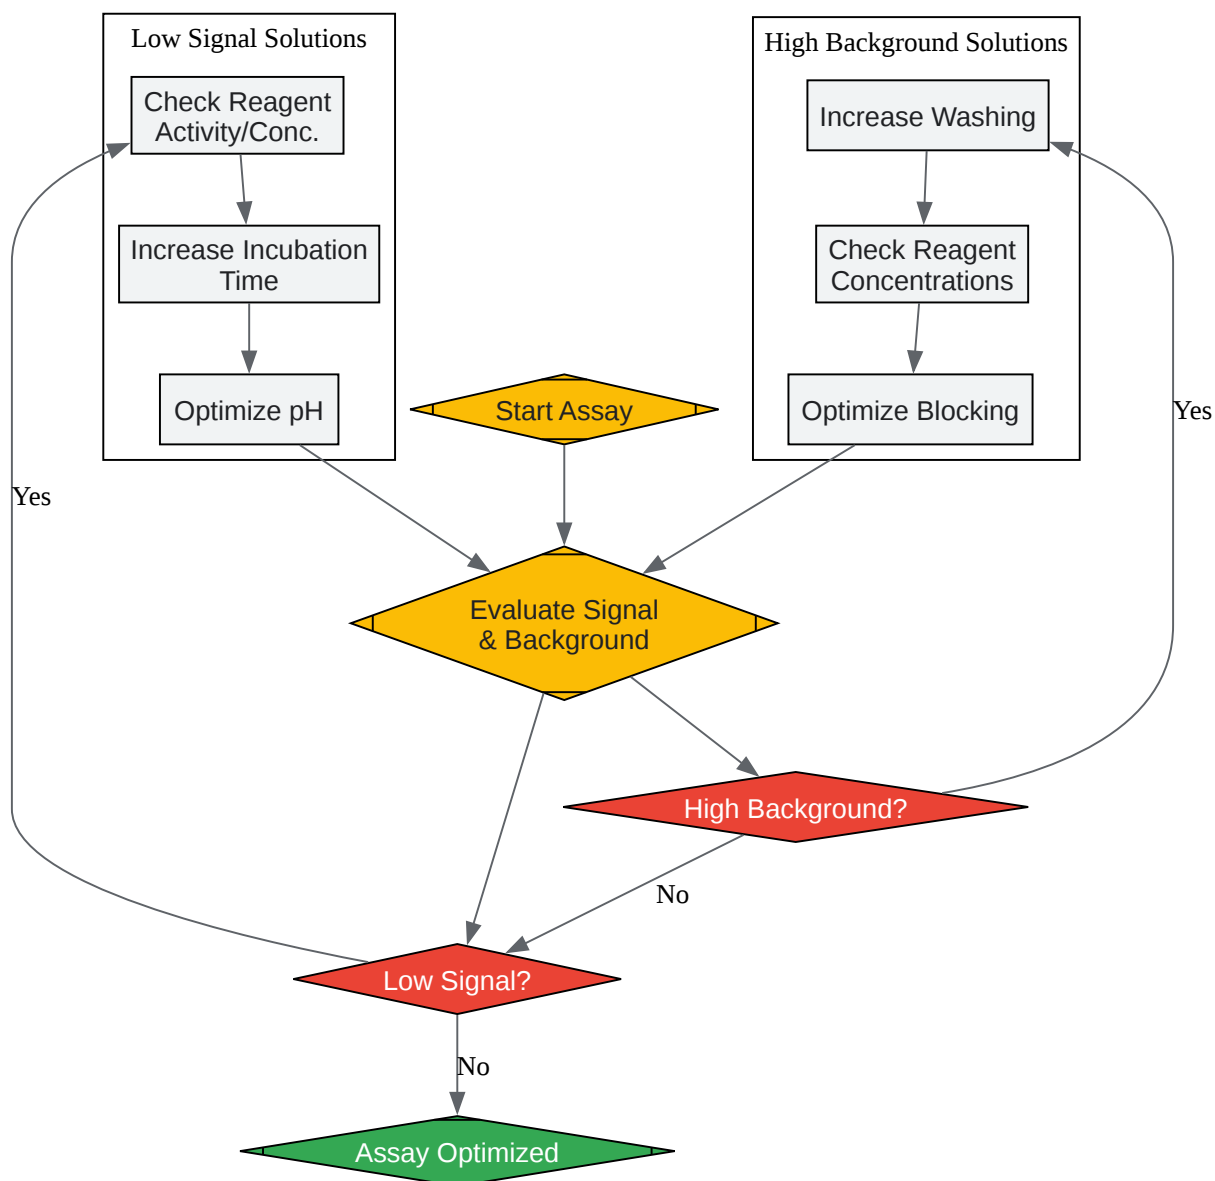 Low Signal Solutions
Check Reagent
Activity/Conc.
Increase Incubation
Time
Optimize pH
High Background Solutions
Increase Washing
Check Reagent
Concentrations
Optimize Blocking
Start Assay
Yes
Yes
Evaluate Signal
& Background
High Background?
No
Low Signal?
No
Assay Optimized